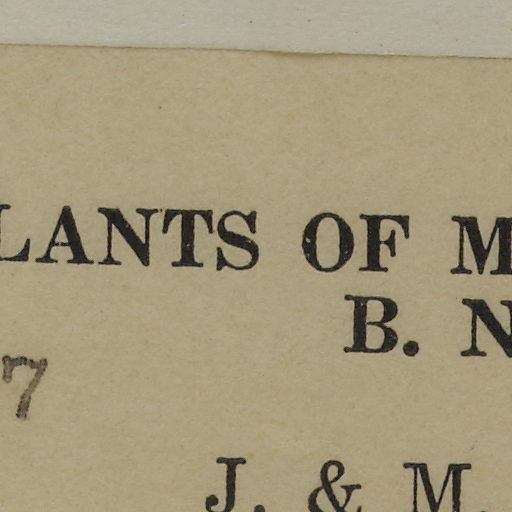 LANTS OF M
B. N
7
J. & M.